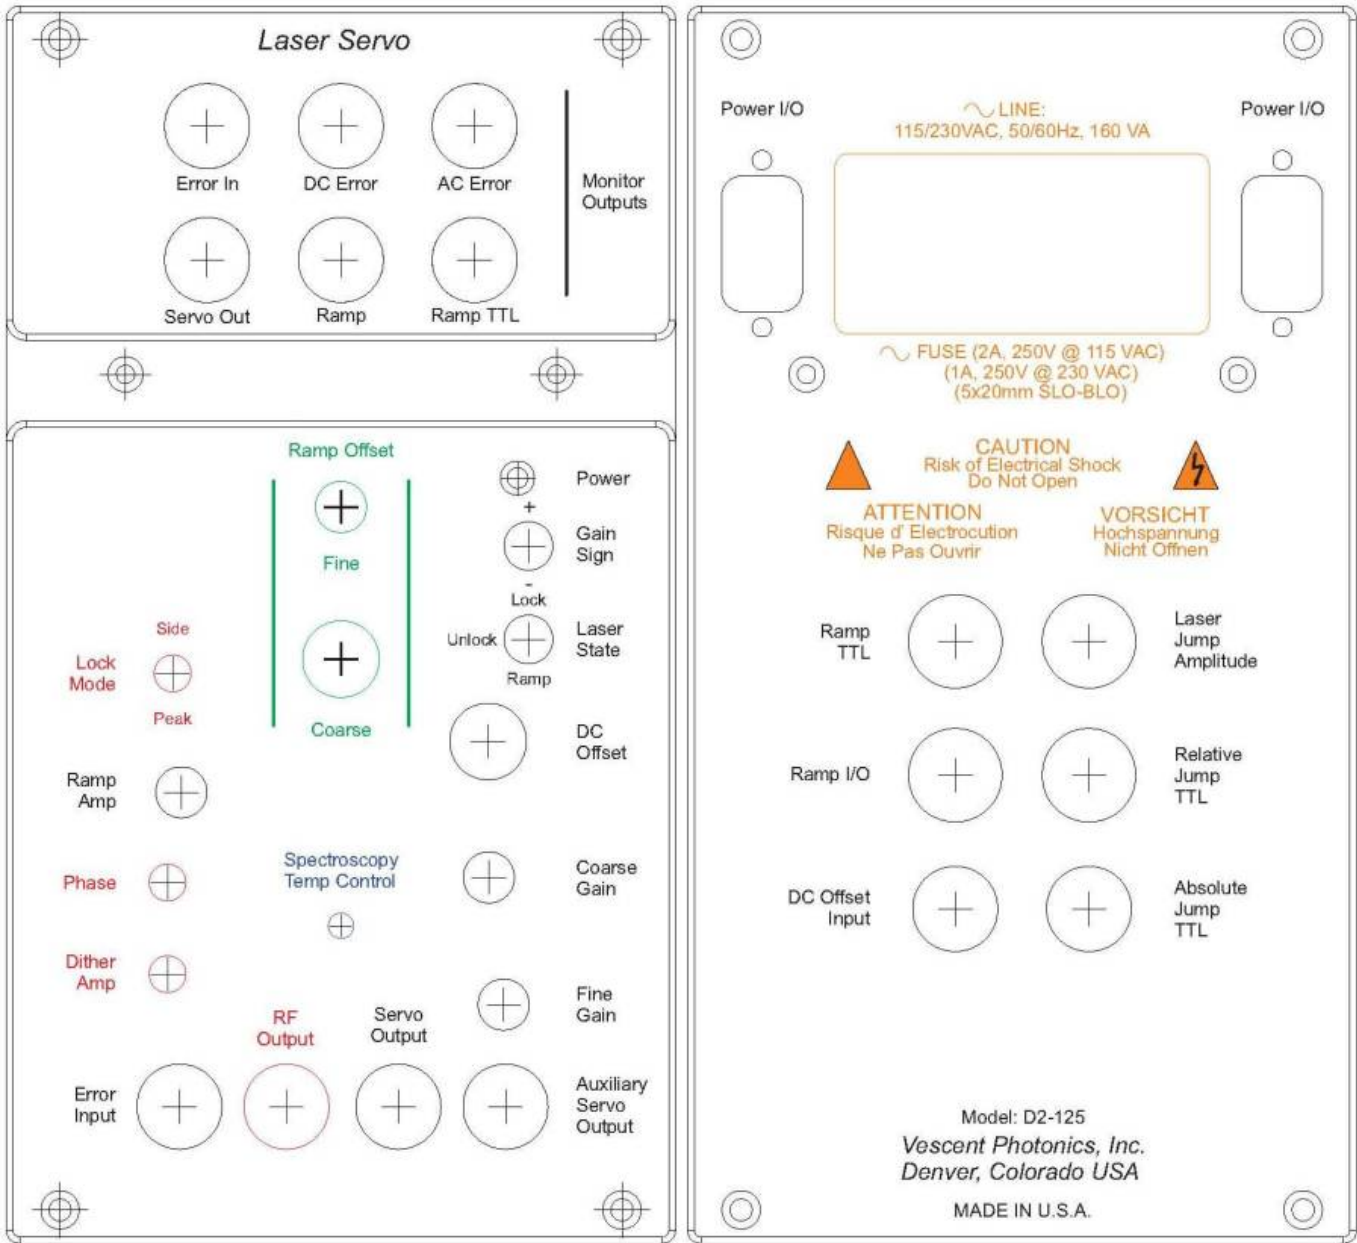 Laser Servo
Error In
DC Error
AC Error
Monitor
Outputs
Servo Out
Ramp
Ramp TTL
Ramp Offset
Fine
Coarse
Power
+
Gain
Sign
-
Lock
Unlock
Laser
State
Ramp
Side
Lock
Mode
Peak
DC
Offset
Ramp
Amp
Spectroscopy
Temp Control
Coarse
Gain
Phase
Dither
Amp
Fine
Gain
RF
Output
Servo
Output
Error
Input
Auxiliary
Servo
Output
Power I/O
LINE:
115/230VAC, 50/60Hz, 160 VA
Power I/O
FUSE (2A, 250V @ 115 VAC)
(1A, 250V @ 230 VAC)
(5x20mm SLO-BLO)
CAUTION
Risk of Electrical Shock
Do Not Open
ATTENTION
Risque d' Electrocution
Ne Pas Ouvrir
VORSICHT
Hochspannung
Nicht Offnen
Ramp
TTL
Laser
Jump
Amplitude
Ramp I/O
Relative
Jump
TTL
DC Offset
Input
Absolute
Jump
TTL
Model: D2-125
Vescent Photonics, Inc.
Denver, Colorado USA
MADE IN U.S.A.